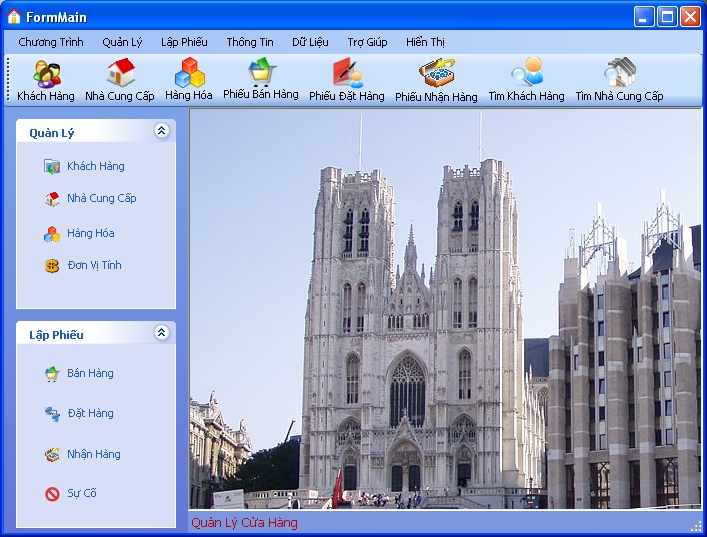 FormMain
Chương Trình Quản Lý Lập Phiếu Thông Tin Dữ Liệu Trợ Giúp Hiển Thị
Khách Hàng Nhà Cung Cấp Hàng Hóa Phiếu Bán Hàng Phiếu Đặt Hàng Phiếu Nhận Hàng Tìm Khách Hàng Tìm Nhà Cung Cấp
Quản Lý
Khách Hàng
Nhà Cung Cấp
Hàng Hóa
Đơn Vị Tính
Lập Phiếu
Bán Hàng
Đặt Hàng
Nhận Hàng
Sự Cố
Quản Lý Cửa Hàng